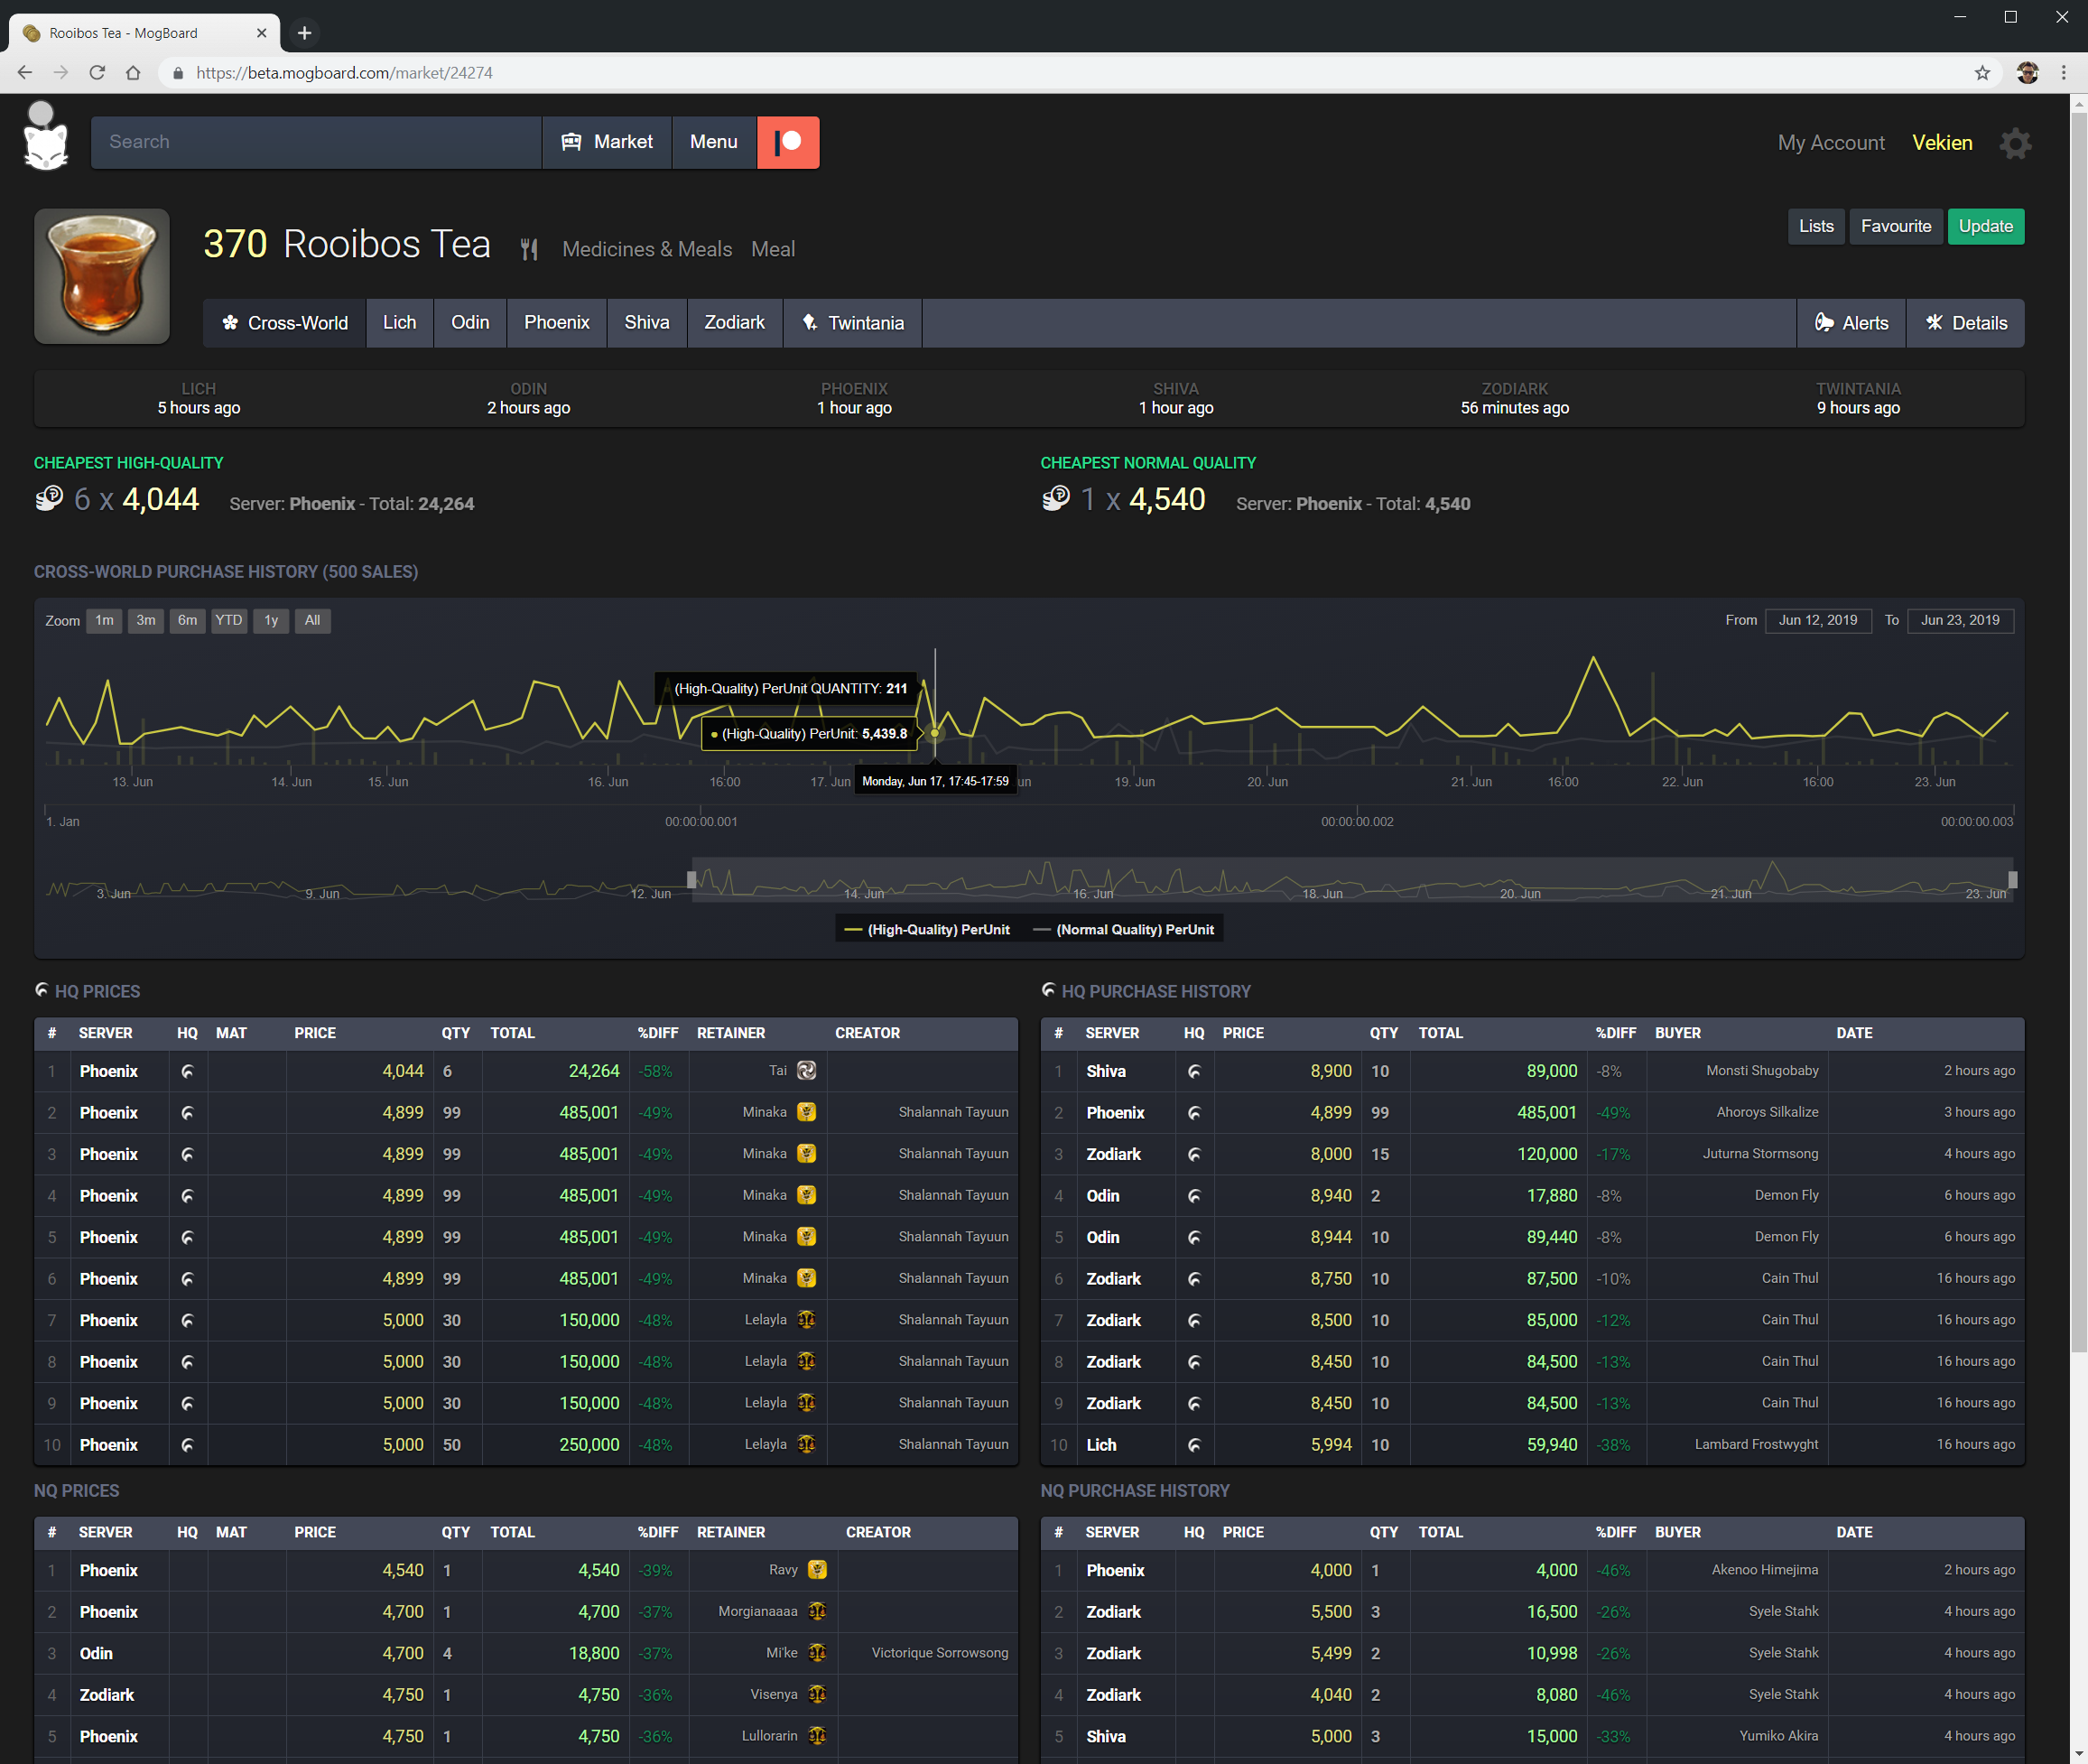 Rooibos Tea - MogBoard
https://beta.mogboard.com/market/24274
Search Market Menu My Account Vekien
370 Rooibos Tea Medicines & Meals Meal Lists Favourite Update
Cross-World Lich Odin Phoenix Shiva Zodiark Twintania Alerts Details
LICH ODIN PHOENIX SHIVA ZODIARK TWINTANIA
5 hours ago 2 hours ago 1 hour ago 1 hour ago 56 minutes ago 9 hours ago
CHEAPEST HIGH-QUALITY CHEAPEST NORMAL QUALITY
6 x 4,044 Server: Phoenix - Total: 24,264 1 x 4,540 Server: Phoenix - Total: 4,540
CROSS-WORLD PURCHASE HISTORY (500 SALES)
Zoom 1m 3m 6m YTD 1y All From Jun 12, 2019 To Jun 23, 2019
(High-Quality) PerUnit QUANTITY: 211
(High-Quality) PerUnit: 5,439.8
13. Jun 14. Jun 15. Jun 16. Jun 16:00 17. Jun Monday, Jun 17, 17:45-17:59 un 19. Jun 20. Jun 21. Jun 16:00 22. Jun 16:00 23. Jun
1. Jan 00:00:00.001 00:00:00.002 00:00:00.003
3. Jun 9. Jun 12. Jun 14. Jun 16. Jun 18. Jun 20. Jun 21. Jun 23. Jun
(High-Quality) PerUnit (Normal Quality) PerUnit
HQ PRICES
# SERVER HQ MAT PRICE QTY TOTAL %DIFF RETAINER CREATOR
1 Phoenix 4,044 6 24,264 -58% Tai
2 Phoenix 4,899 99 485,001 -49% Minaka Shalannah Tayuun
3 Phoenix 4,899 99 485,001 -49% Minaka Shalannah Tayuun
4 Phoenix 4,899 99 485,001 -49% Minaka Shalannah Tayuun
5 Phoenix 4,899 99 485,001 -49% Minaka Shalannah Tayuun
6 Phoenix 4,899 99 485,001 -49% Minaka Shalannah Tayuun
7 Phoenix 5,000 30 150,000 -48% Lelayla Shalannah Tayuun
8 Phoenix 5,000 30 150,000 -48% Lelayla Shalannah Tayuun
9 Phoenix 5,000 30 150,000 -48% Lelayla Shalannah Tayuun
10 Phoenix 5,000 50 250,000 -48% Lelayla Shalannah Tayuun
HQ PURCHASE HISTORY
# SERVER HQ PRICE QTY TOTAL %DIFF BUYER DATE
1 Shiva 8,900 10 89,000 -8% Monsti Shugobaby 2 hours ago
2 Phoenix 4,899 99 485,001 -49% Ahoroys Silkalize 3 hours ago
3 Zodiark 8,000 15 120,000 -17% Juturna Stormsong 4 hours ago
4 Odin 8,940 2 17,880 -8% Demon Fly 6 hours ago
5 Odin 8,944 10 89,440 -8% Demon Fly 6 hours ago
6 Zodiark 8,750 10 87,500 -10% Cain Thul 16 hours ago
7 Zodiark 8,500 10 85,000 -12% Cain Thul 16 hours ago
8 Zodiark 8,450 10 84,500 -13% Cain Thul 16 hours ago
9 Zodiark 8,450 10 84,500 -13% Cain Thul 16 hours ago
10 Lich 5,994 10 59,940 -38% Lambard Frostwyght 16 hours ago
NQ PRICES
# SERVER HQ MAT PRICE QTY TOTAL %DIFF RETAINER CREATOR
1 Phoenix 4,540 1 4,540 -39% Ravy
2 Phoenix 4,700 1 4,700 -37% Morgianaaaa
3 Odin 4,700 4 18,800 -37% Mi'ke Victorique Sorrowsong
4 Zodiark 4,750 1 4,750 -36% Visenya
5 Phoenix 4,750 1 4,750 -36% Lullorarin
NQ PURCHASE HISTORY
# SERVER HQ PRICE QTY TOTAL %DIFF BUYER DATE
1 Phoenix 4,000 1 4,000 -46% Akenoo Himejima 2 hours ago
2 Zodiark 5,500 3 16,500 -26% Syele Stahk 4 hours ago
3 Zodiark 5,499 2 10,998 -26% Syele Stahk 4 hours ago
4 Zodiark 4,040 2 8,080 -46% Syele Stahk 4 hours ago
5 Shiva 5,000 3 15,000 -33% Yumiko Akira 4 hours ago